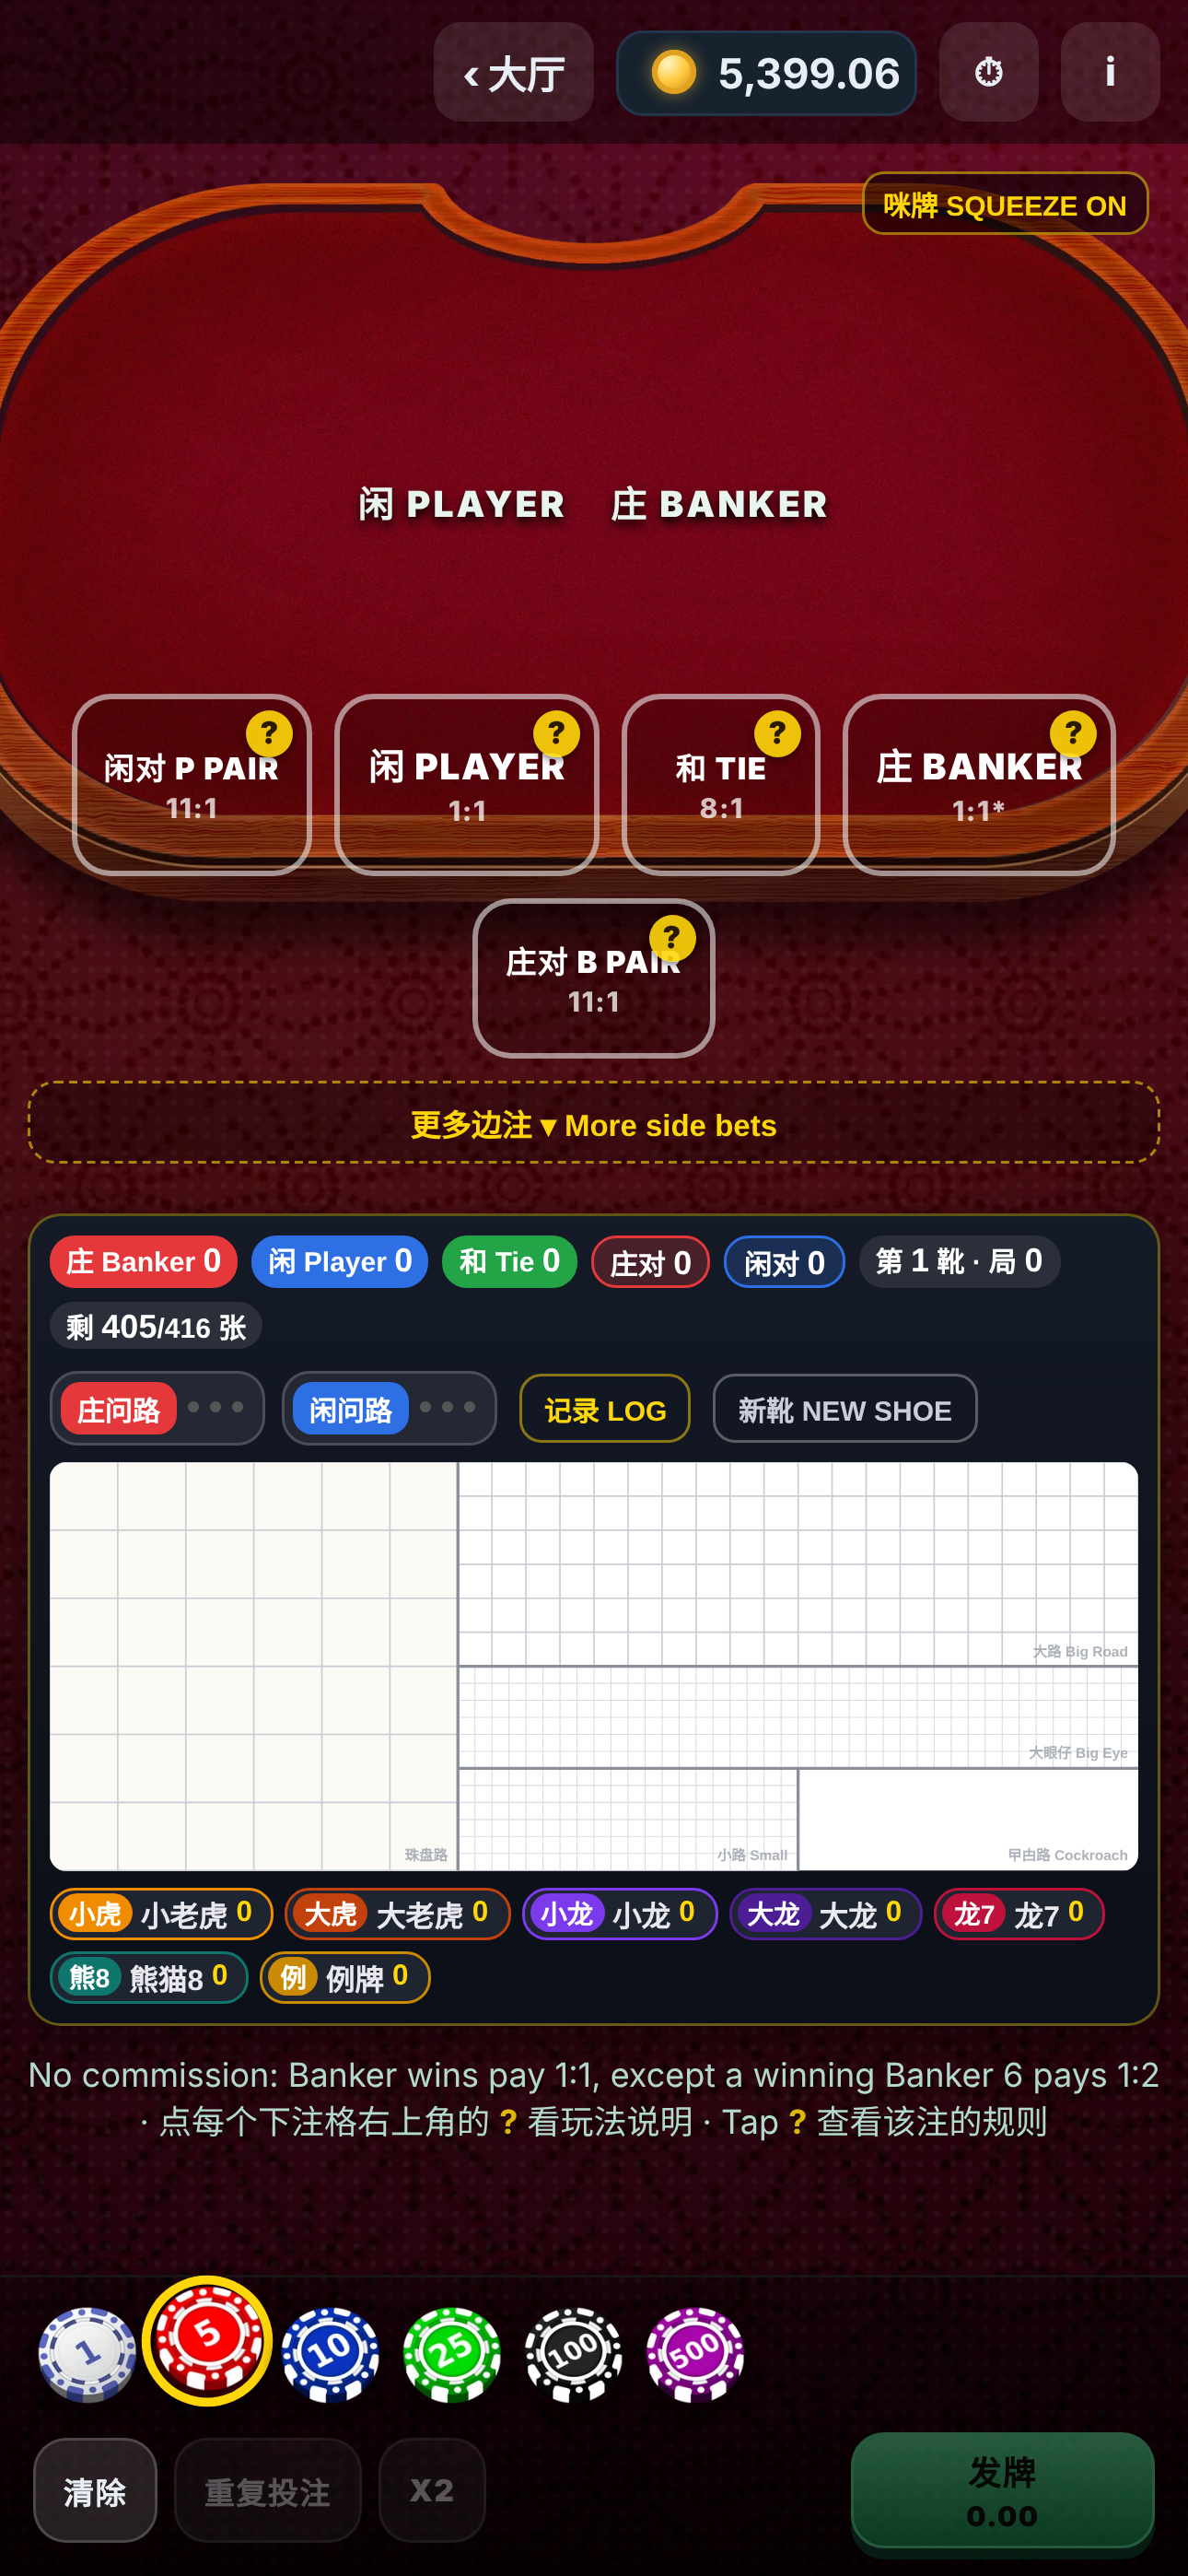 ‹ 大厅 5,399.06 ⏱ i
咪牌 SQUEEZE ON
闲 PLAYER 庄 BANKER
? ? ? ?
闲对 P PAIR 闲 PLAYER 和 TIE 庄 BANKER
11:1 1:1 8:1 1:1*
?
庄对 B PAIR
11:1
更多边注 ▾ More side bets
庄 Banker 0 闲 Player 0 和 Tie 0 庄对 0 闲对 0 第 1 靴 · 局 0
剩 405/416 张
庄问路 闲问路 记录 LOG 新靴 NEW SHOE
大路 Big Road
大眼仔 Big Eye
珠盘路 小路 Small 曱甴路 Cockroach
小虎 小老虎 0 大虎 大老虎 0 小龙 小龙 0 大龙 大龙 0 龙7 龙7 0
熊8 熊猫8 0 例 例牌 0
No commission: Banker wins pay 1:1, except a winning Banker 6 pays 1:2
· 点每个下注格右上角的 ? 看玩法说明 · Tap ? 查看该注的规则
1 5 10 25 100 500
清除 重复投注 X2 发牌
0.00